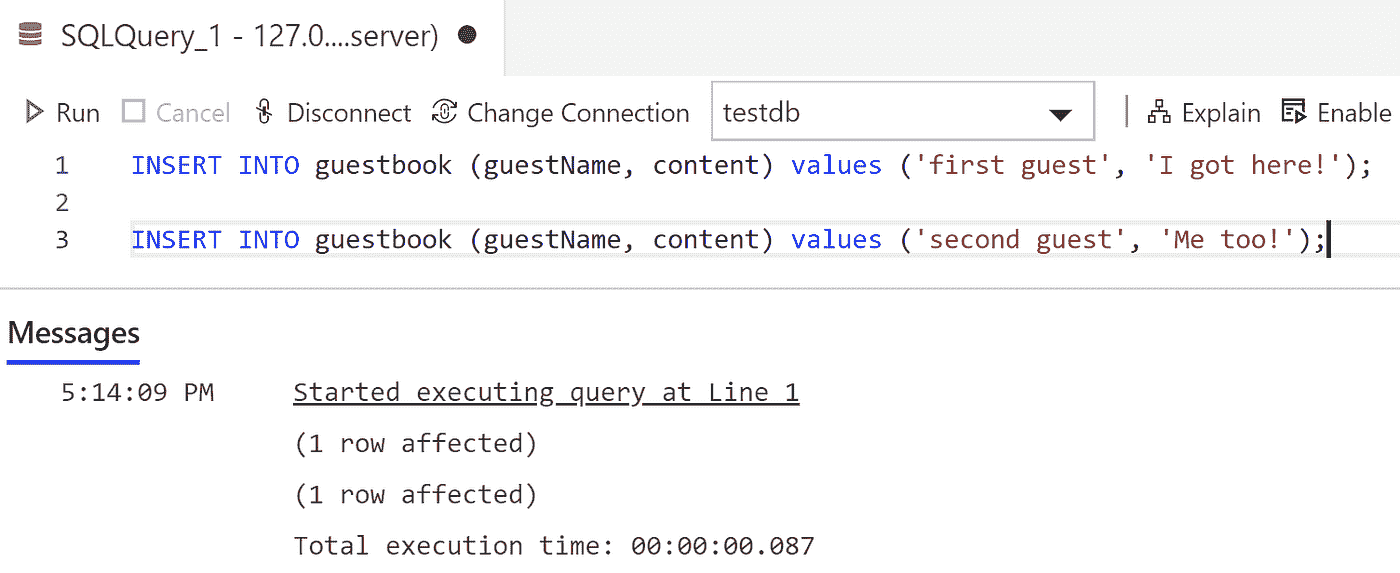 SQLQuery_1 - 127.0....server)
Run Cancel Disconnect Change Connection testdb Explain Enable
1 INSERT INTO guestbook (guestName, content) values ('first guest', 'I got here!');
2
3 INSERT INTO guestbook (guestName, content) values ('second guest', 'Me too!');
Messages
5:14:09 PM Started executing query at Line 1
(1 row affected)
(1 row affected)
Total execution time: 00:00:00.087